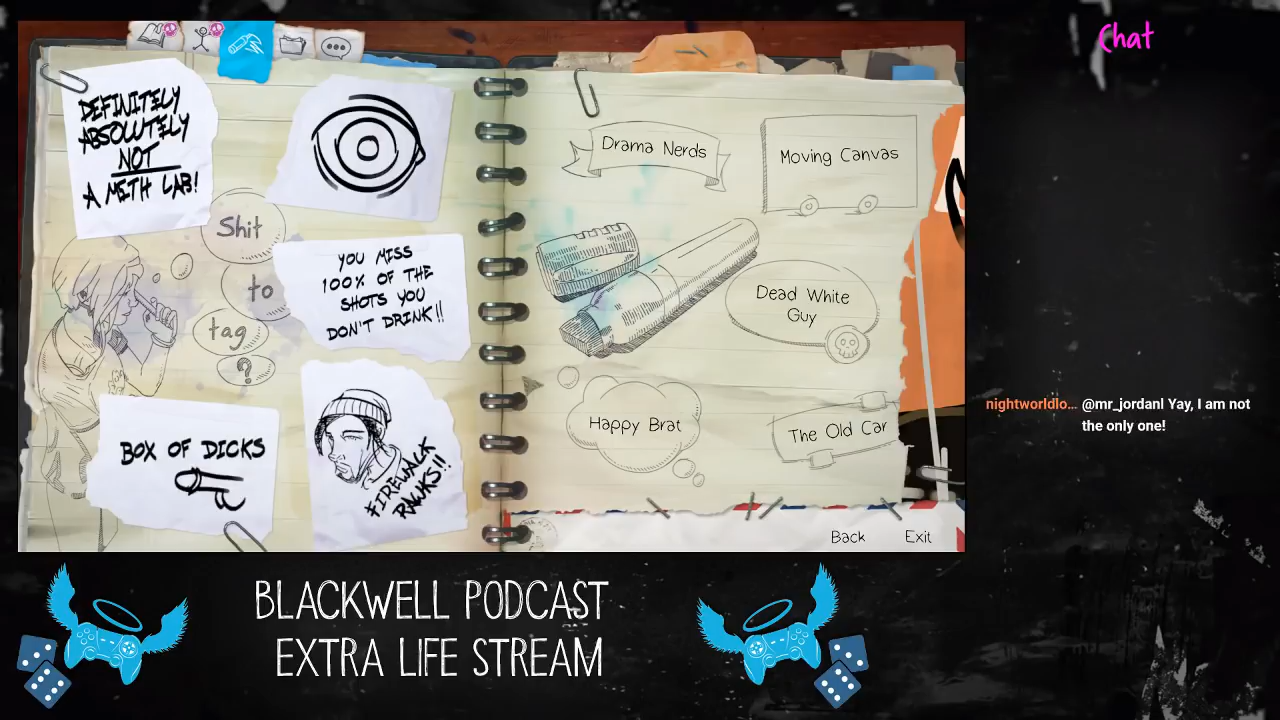 Chat
DEFINITELY
ABSOLUTELY
NOT
A METH LAB!
Shit
to
tag
?
YOU MISS
100% OF THE
SHOTS YOU
DON'T DRINK!!
BOX OF DICKS
FIREWALK
RAWKS!!
Drama Nerds
Moving Canvas
Dead White
Guy
Happy Brat
The Old Car
Back
Exit
nightworldlo... @mr_jordanl Yay, I am not
the only one!
BLACKWELL PODCAST
EXTRA LIFE STREAM